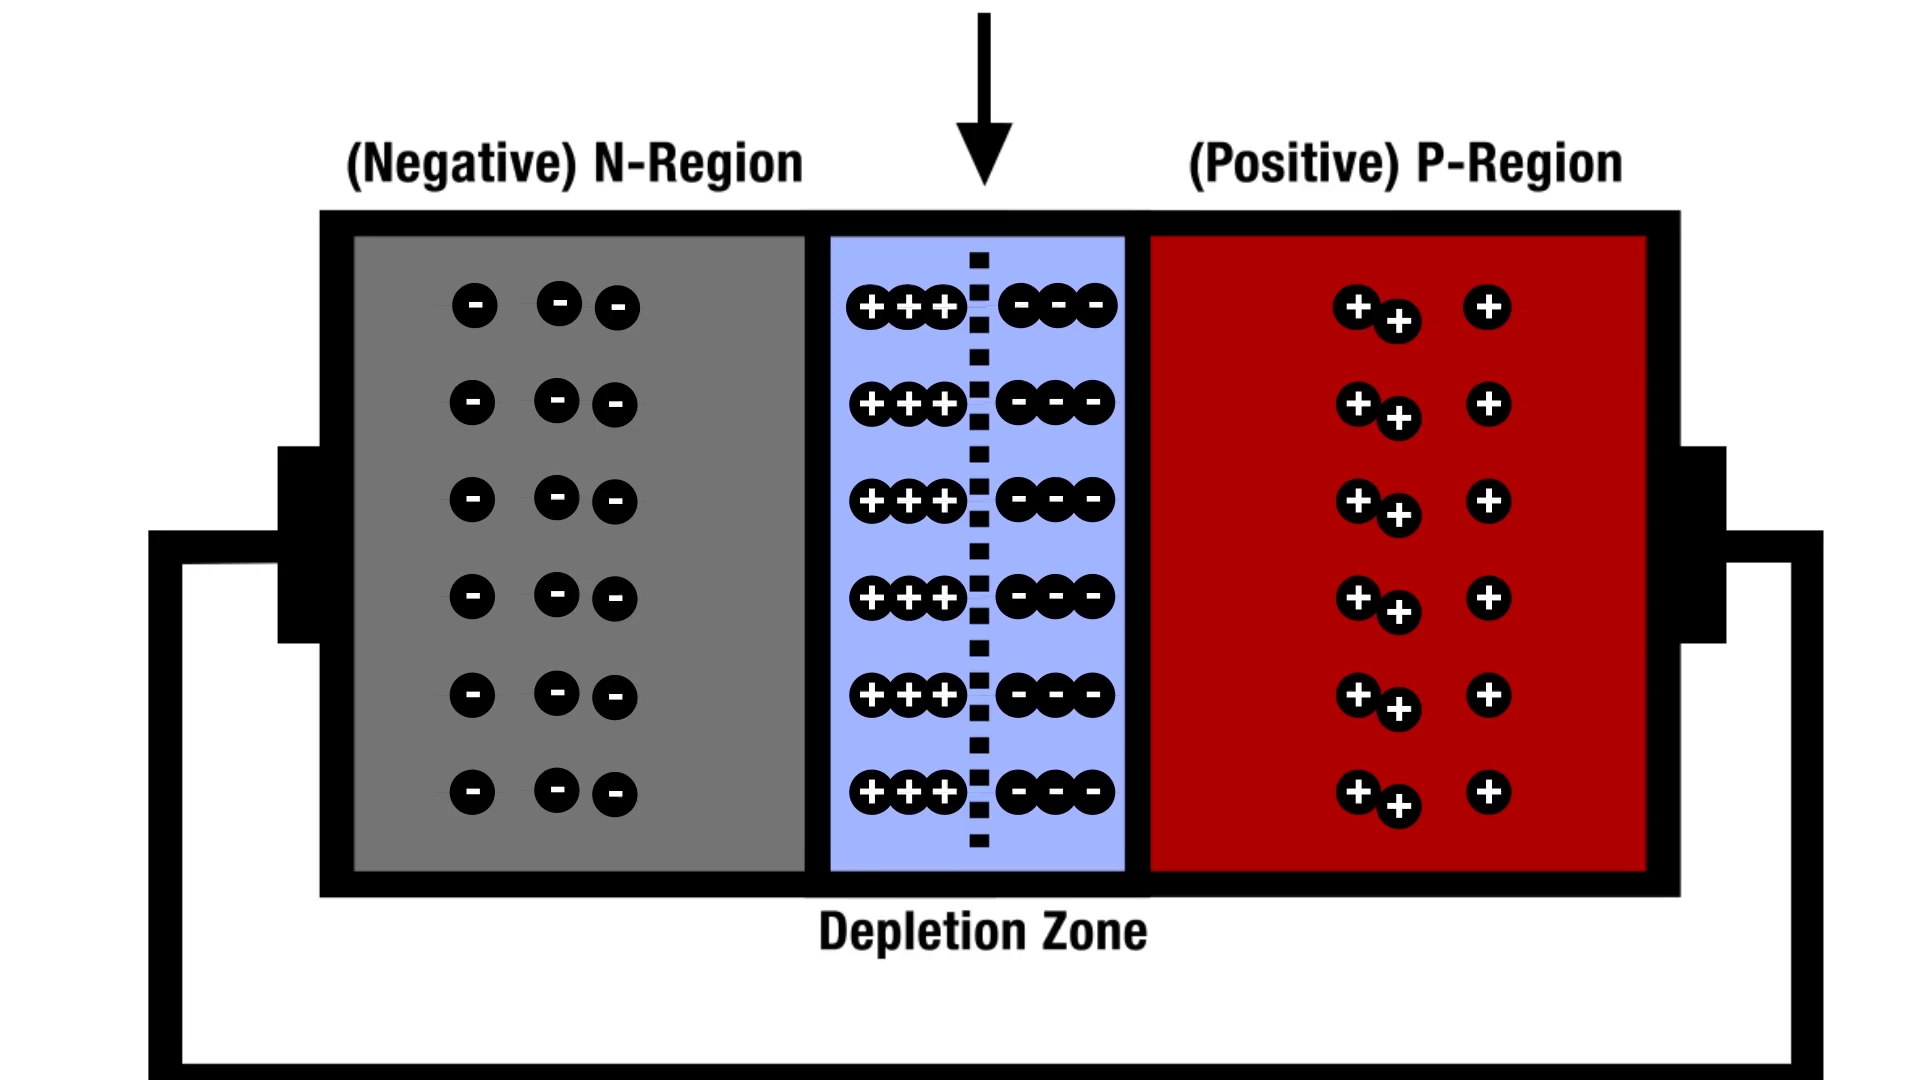 (Negative) N-Region
(Positive) P-Region
- - - +++ - - - + + +
- - - +++ - - - + + +
- - - +++ - - - + + +
- - - +++ - - - + + +
- - - +++ - - - + + +
- - - +++ - - - + + +
Depletion Zone